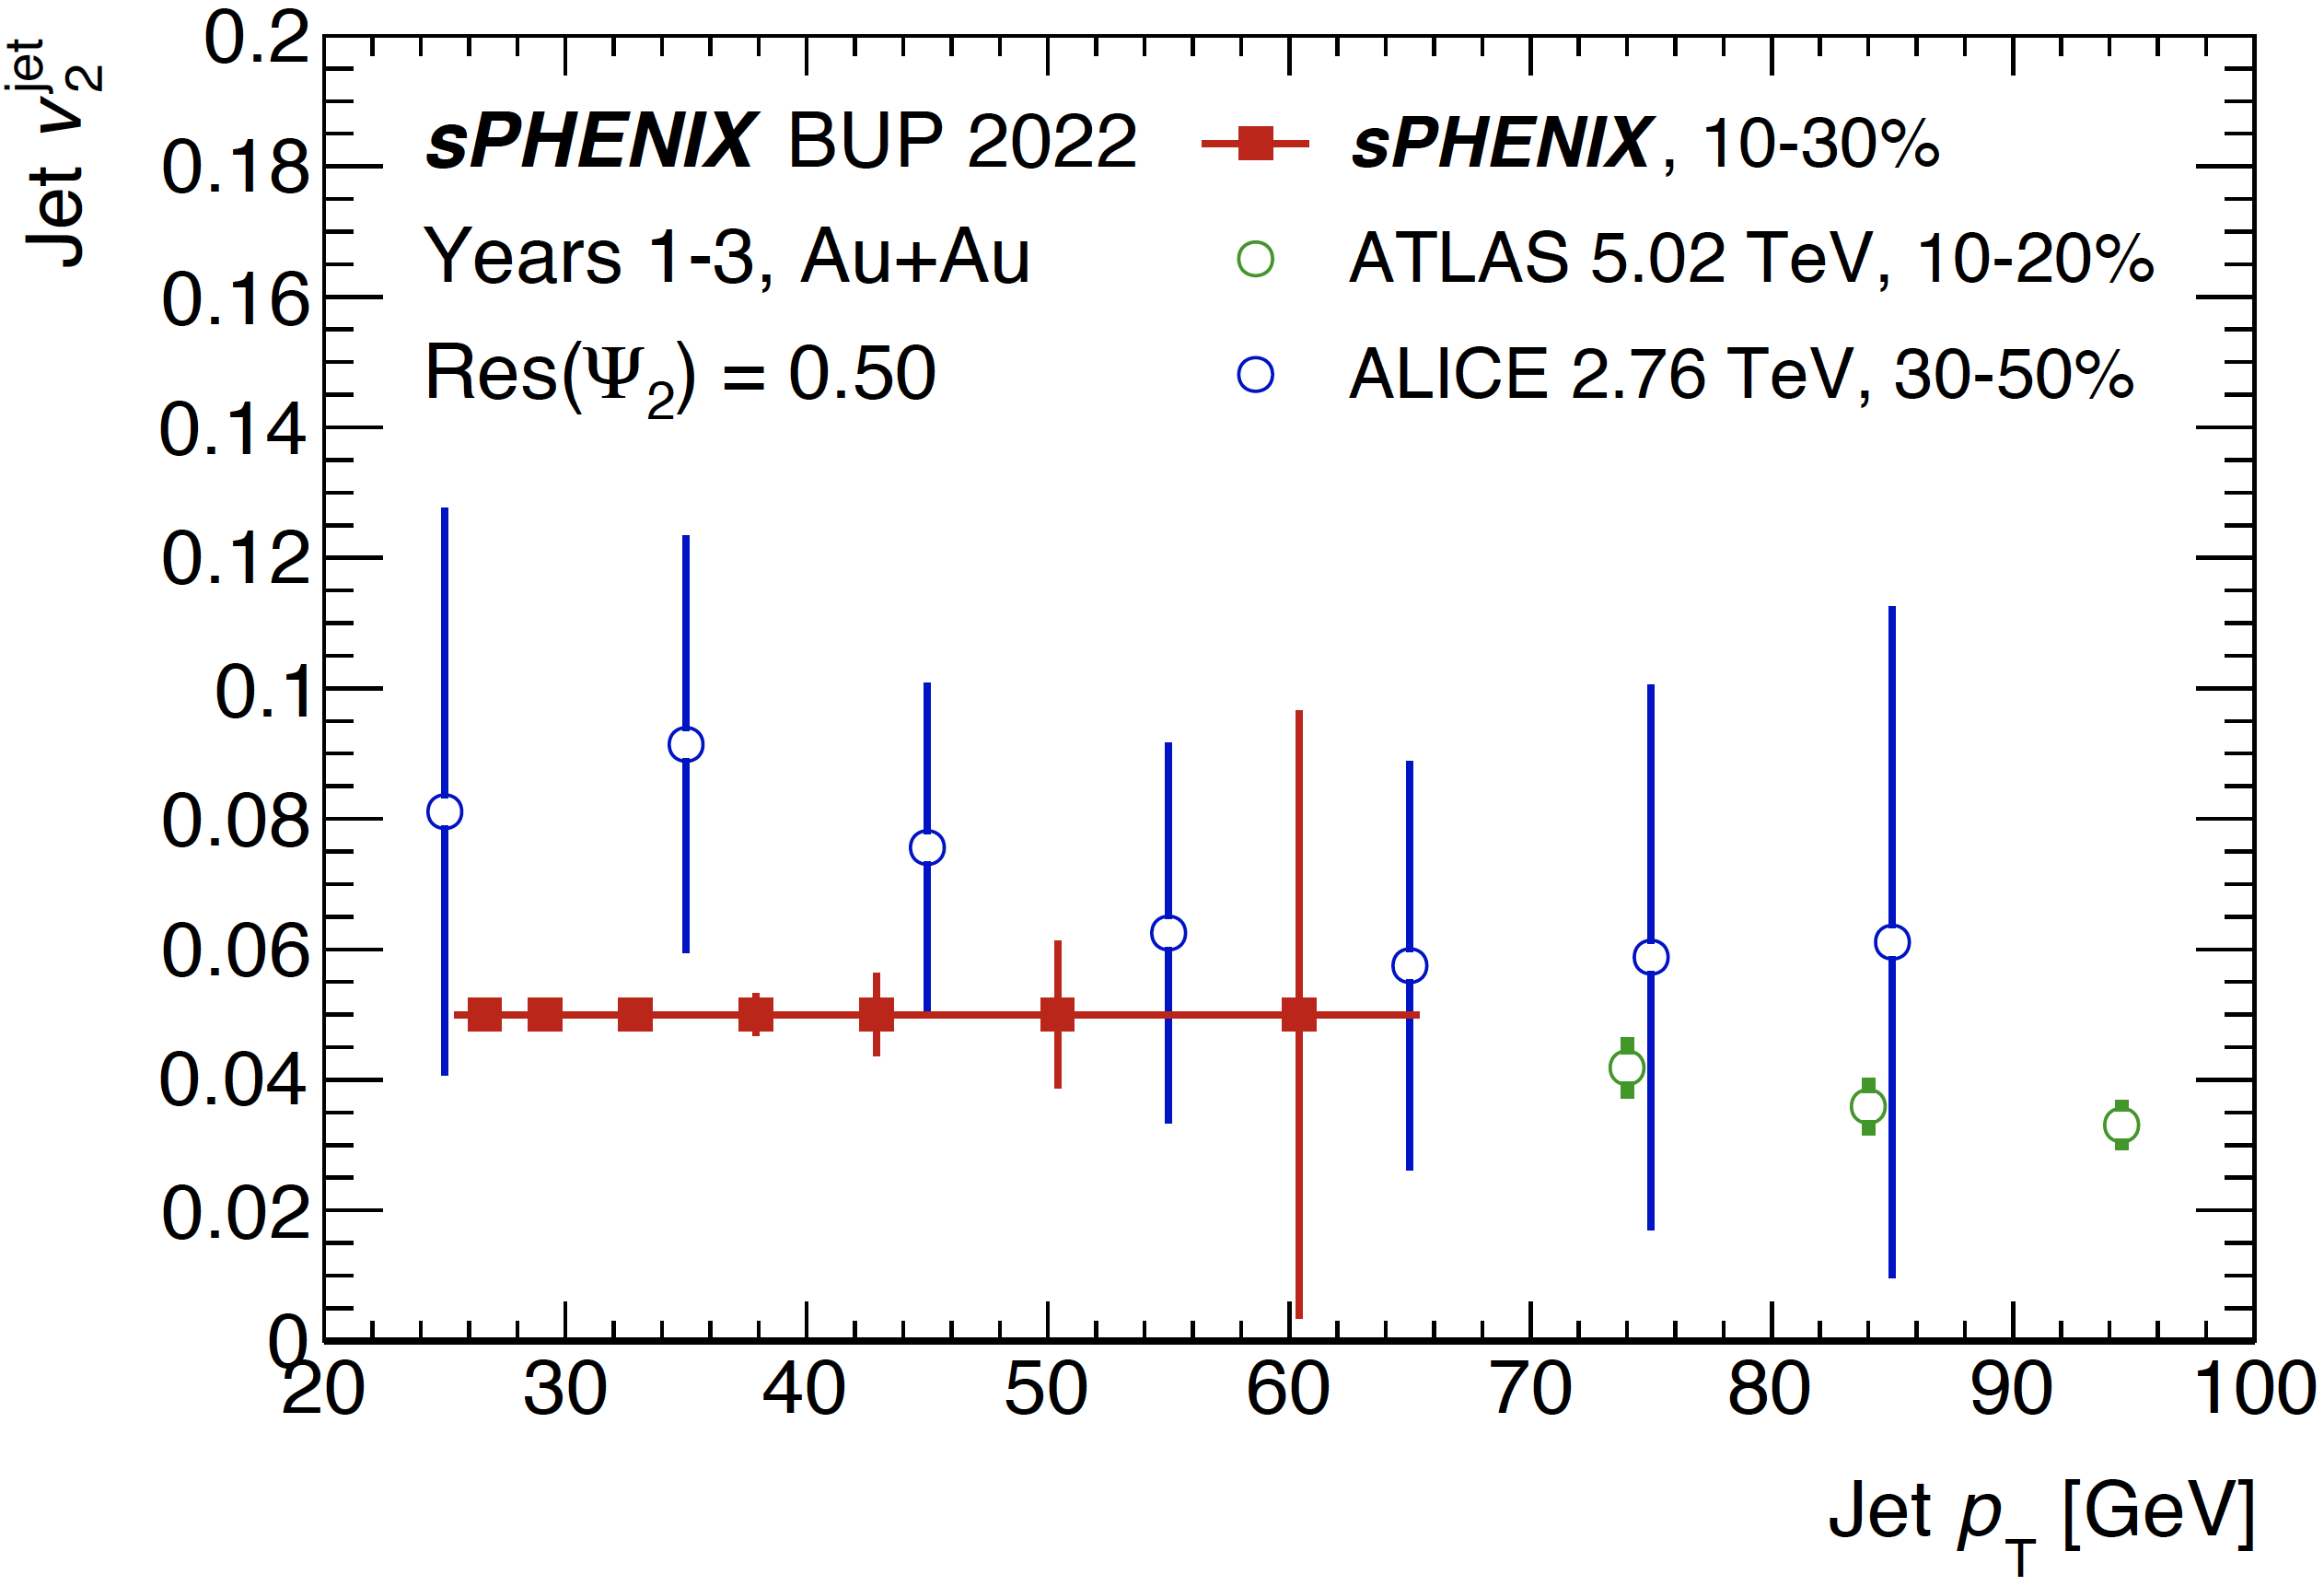 Jet v₂ʲᵉᵗ
0.2
0.18
0.16
0.14
0.12
0.1
0.08
0.06
0.04
0.02
0
sPHENIX BUP 2022
Years 1-3, Au+Au
Res(Ψ₂) = 0.50
sPHENIX, 10-30%
ATLAS 5.02 TeV, 10-20%
ALICE 2.76 TeV, 30-50%
20 30 40 50 60 70 80 90 100
Jet p_T [GeV]